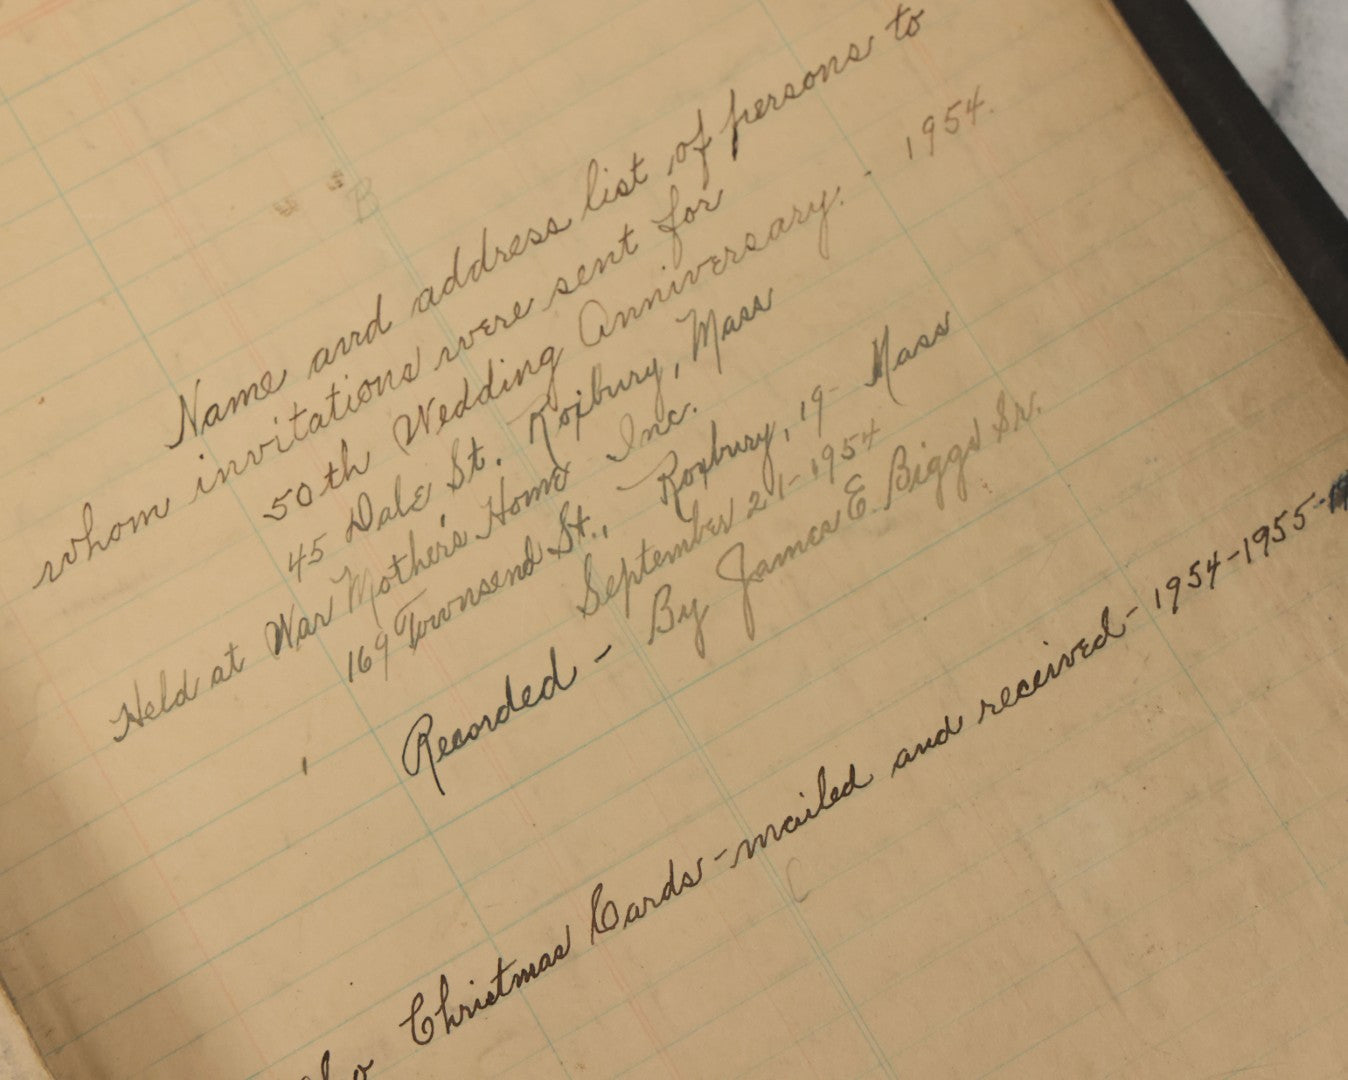 Name and address list of persons to
whom invitations were sent for
50th Wedding Anniversary. - 1954.
45 Dale St. Roxbury, Mass
Held at War Mother's Home Inc.
169 Townsend St., - Roxbury, 19 - Mass
September 21 - 1954
Recorded - By James E. Biggs Sr.
Christmas Cards - mailed and received - 1954 - 1955 -